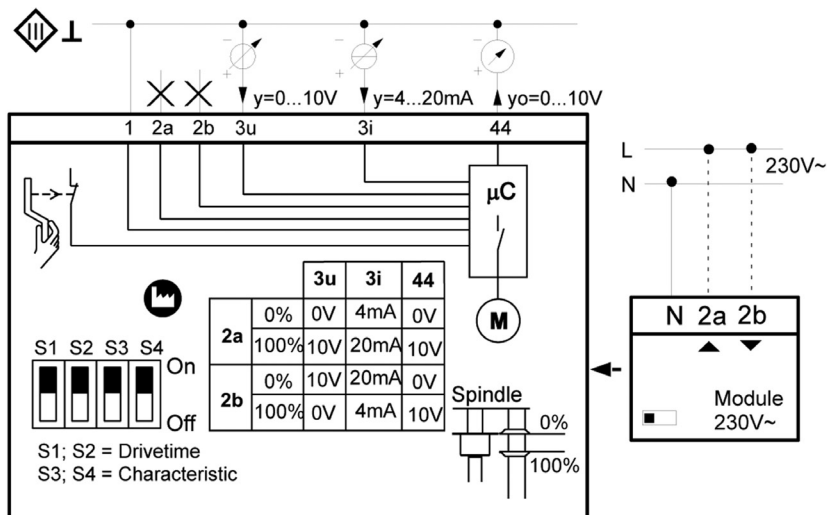 III ⊥
− − −
+ + +
y=0...10V y=4...20mA yo=0...10V
1 2a 2b 3u 3i 44
L
N
230V~
µC
M
3u 3i 44
2a 0% 0V 4mA 0V
100% 10V 20mA 10V
2b 0% 10V 20mA 0V
100% 0V 4mA 10V
S1 S2 S3 S4
On
Off
S1; S2 = Drivetime
S3; S4 = Characteristic
Spindle
0%
100%
N 2a 2b
Module
230V~